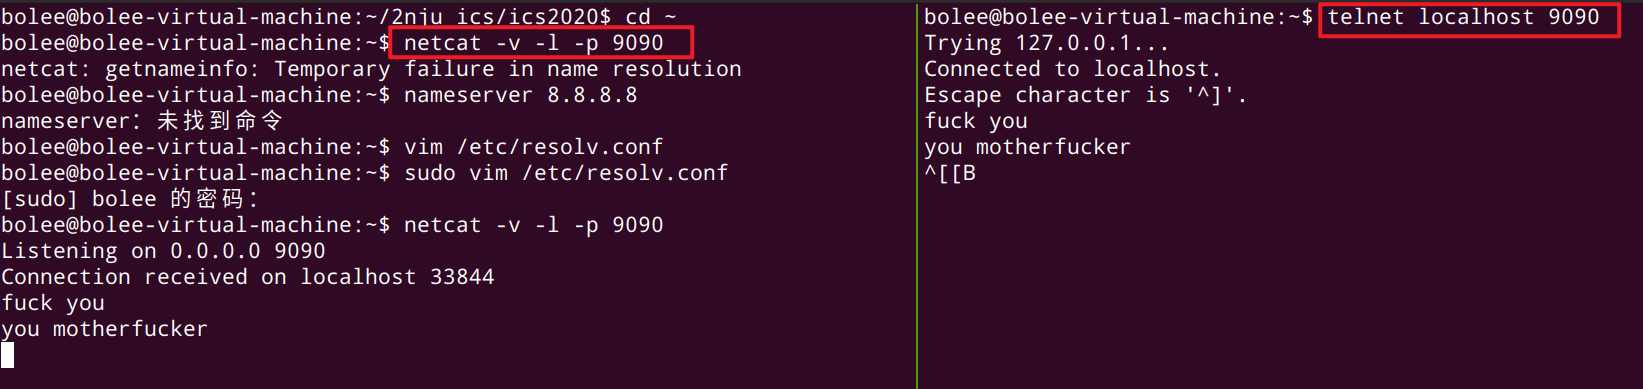 bolee@bolee-virtual-machine:~/2nju_ics/ics2020$ cd ~
bolee@bolee-virtual-machine:~$ netcat -v -l -p 9090
netcat: getnameinfo: Temporary failure in name resolution
bolee@bolee-virtual-machine:~$ nameserver 8.8.8.8
nameserver：未找到命令
bolee@bolee-virtual-machine:~$ vim /etc/resolv.conf
bolee@bolee-virtual-machine:~$ sudo vim /etc/resolv.conf
[sudo] bolee 的密码：
bolee@bolee-virtual-machine:~$ netcat -v -l -p 9090
Listening on 0.0.0.0 9090
Connection received on localhost 33844
fuck you
you motherfucker
bolee@bolee-virtual-machine:~$ telnet localhost 9090
Trying 127.0.0.1...
Connected to localhost.
Escape character is '^]'.
fuck you
you motherfucker
^[[B